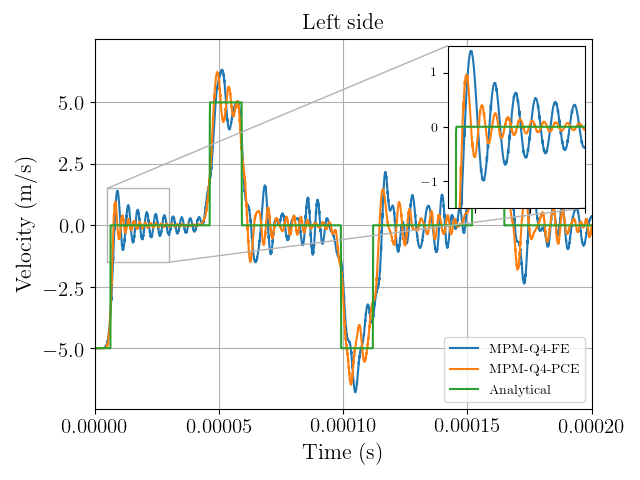 Left side
Velocity (m/s)
5.0
2.5
0.0
−2.5
−5.0
1
0
−1
MPM-Q4-FE
MPM-Q4-PCE
Analytical
0.00000 0.00005 0.00010 0.00015 0.00020
Time (s)